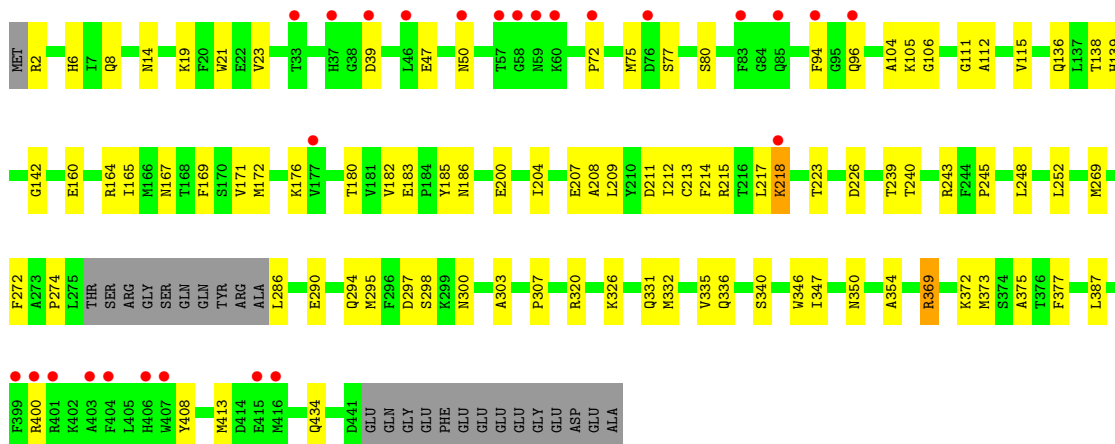 MET R2 H6 I7 Q8 N14 K19 F20 W21 E22 V23 T33 H37 G38 D39 L46 E47 N50 T57 G58 N59 K60 P72 M75 D76 S77 S80 F83 G84 Q85 F94 G95 Q96 A104 K105 G106 G111 A112 V115 Q136 L137 T138 H139
G142 E160 R164 I165 M166 N167 T168 F169 S170 V171 M172 K176 V177 T180 V181 V182 E183 P184 Y185 N186 E200 I204 E207 A208 L209 Y210 D211 I212 C213 F214 R215 T216 L217 K218 T223 D226 T239 T240 R243 F244 P245 L248 L252 M269
F272 A273 P274 L275 THR SER ARG GLY SER GLN GLN TYR ARG ALA L286 E290 Q294 M295 F296 D297 S298 K299 N300 A303 P307 R320 K326 Q331 M332 V335 Q336 S340 W346 I347 N350 A354 R369 K372 M373 S374 A375 T376 F377 L387
F399 R400 R401 K402 A403 F404 L405 H406 W407 Y408 M413 D414 E415 M416 Q434 D441 GLU GLN GLY GLU PHE GLU GLU GLU GLU GLY GLU ASP GLU ALA